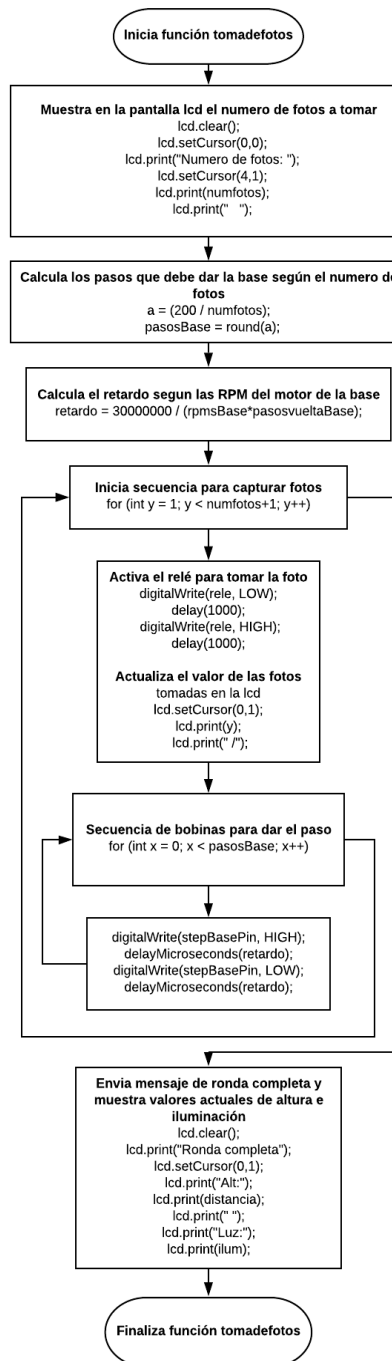 Inicia función tomadefotos
Muestra en la pantalla lcd el numero de fotos a tomar
lcd.clear();
lcd.setCursor(0,0);
lcd.print("Numero de fotos: ");
lcd.setCursor(4,1);
lcd.print(numfotos);
lcd.print("   ");
Calcula los pasos que debe dar la base según el numero de
fotos
a = (200 / numfotos);
pasosBase = round(a);
Calcula el retardo segun las RPM del motor de la base
retardo = 30000000 / (rpmsBase*pasosvueltaBase);
Inicia secuencia para capturar fotos
for (int y = 1; y < numfotos+1; y++)
Activa el relé para tomar la foto
digitalWrite(rele, LOW);
delay(1000);
digitalWrite(rele, HIGH);
delay(1000);
Actualiza el valor de las fotos
tomadas en la lcd
lcd.setCursor(0,1);
lcd.print(y);
lcd.print(" /");
Secuencia de bobinas para dar el paso
for (int x = 0; x < pasosBase; x++)
digitalWrite(stepBasePin, HIGH);
delayMicroseconds(retardo);
digitalWrite(stepBasePin, LOW);
delayMicroseconds(retardo);
Envia mensaje de ronda completa y
muestra valores actuales de altura e
iluminación
lcd.clear();
lcd.print("Ronda completa");
lcd.setCursor(0,1);
lcd.print("Alt:");
lcd.print(distancia);
lcd.print(" ");
lcd.print("Luz:");
lcd.print(ilum);
Finaliza función tomadefotos